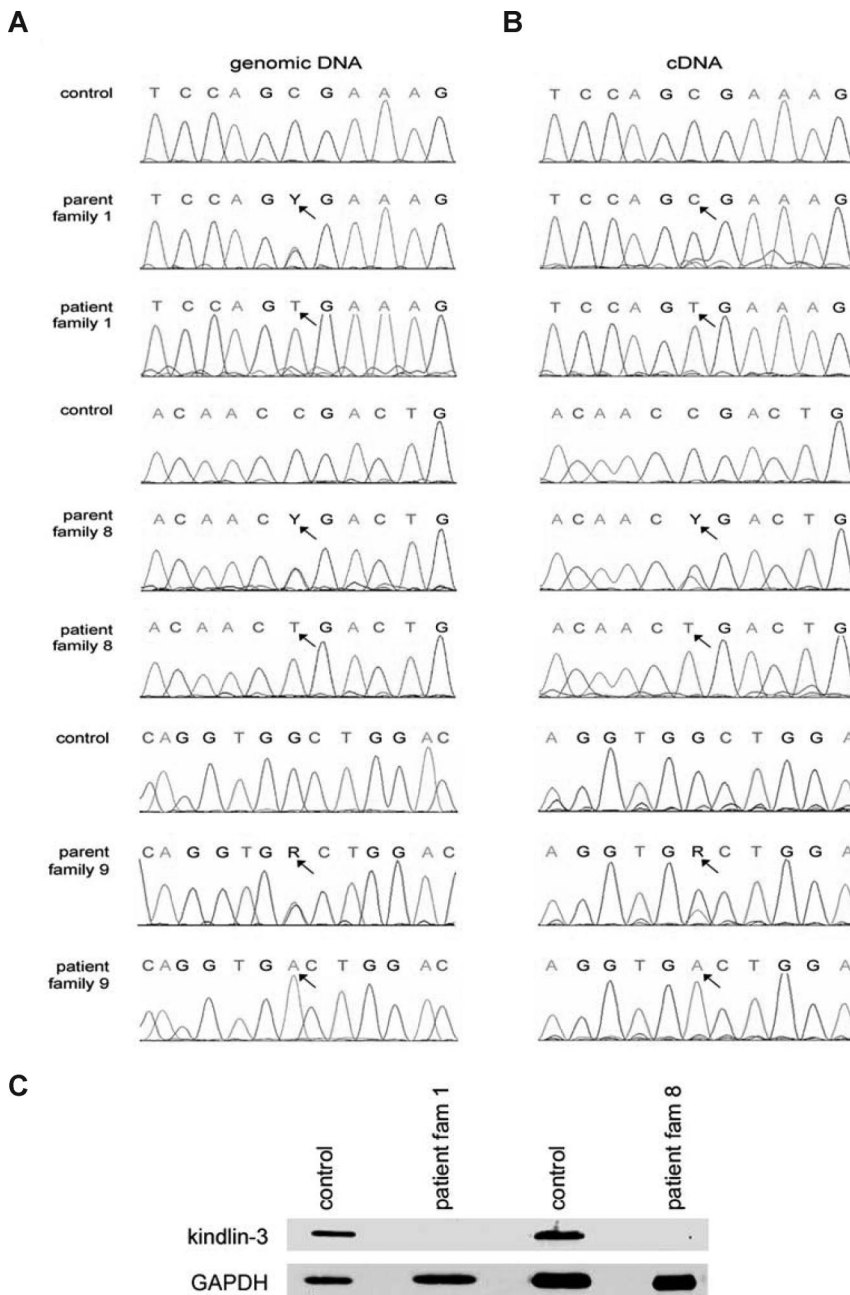 A
B
genomic DNA
cDNA
control
T C C A G C G A A A G
T C C A G C G A A A G
parent
family 1
T C C A G Y G A A A G
T C C A G C G A A A G
patient
family 1
T C C A G T G A A A G
T C C A G T G A A A G
control
A C A A C C G A C T G
A C A A C C G A C T G
parent
family 8
A C A A C Y G A C T G
A C A A C Y G A C T G
patient
family 8
A C A A C T G A C T G
A C A A C T G A C T G
control
C A G G T G G C T G G A C
A G G T G G C T G G A
parent
family 9
C A G G T G R C T G G A C
A G G T G R C T G G A
patient
family 9
C A G G T G A C T G G A C
A G G T G A C T G G A
C
control
patient fam 1
control
patient fam 8
kindlin-3
GAPDH